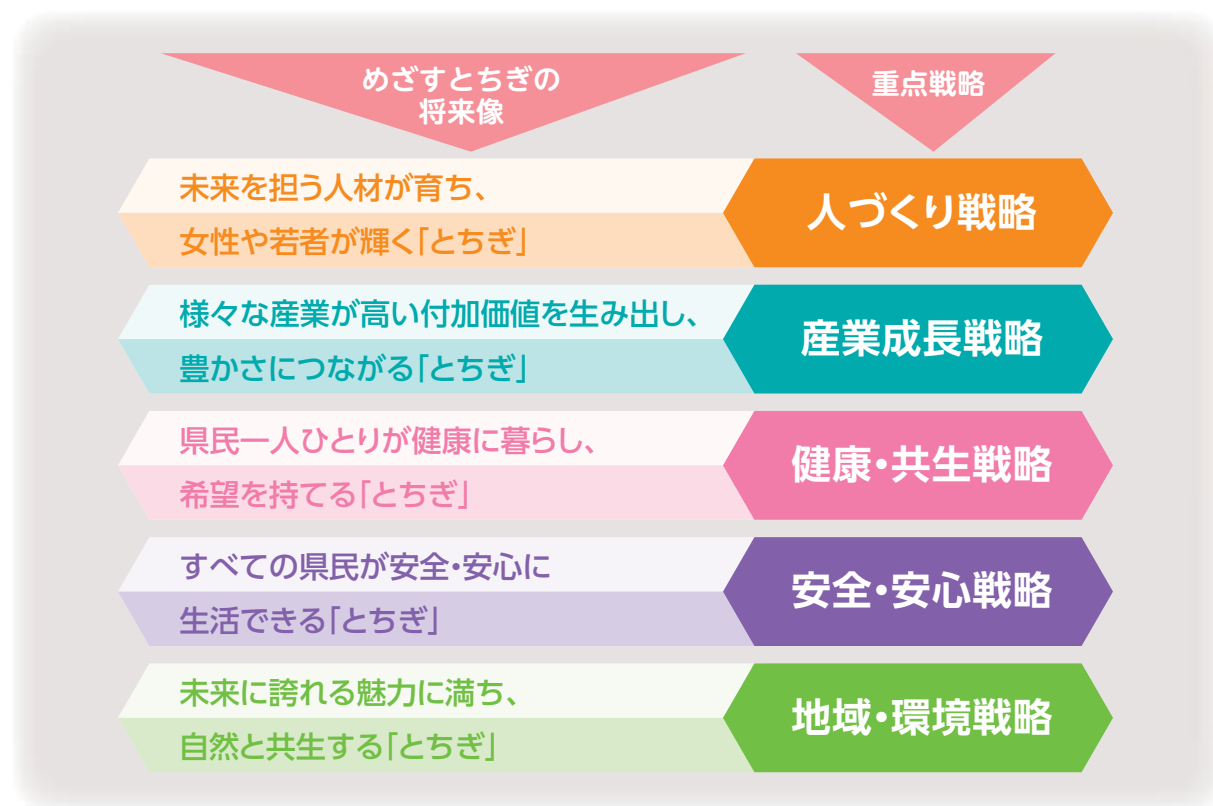 めざすとちぎの
将来像
重点戦略
未来を担う人材が育ち、
女性や若者が輝く「とちぎ」
人づくり戦略
様々な産業が高い付加価値を生み出し、
豊かさにつながる「とちぎ」
産業成長戦略
県民一人ひとりが健康に暮らし、
希望を持てる「とちぎ」
健康・共生戦略
すべての県民が安全・安心に
生活できる「とちぎ」
安全・安心戦略
未来に誇れる魅力に満ち、
自然と共生する「とちぎ」
地域・環境戦略